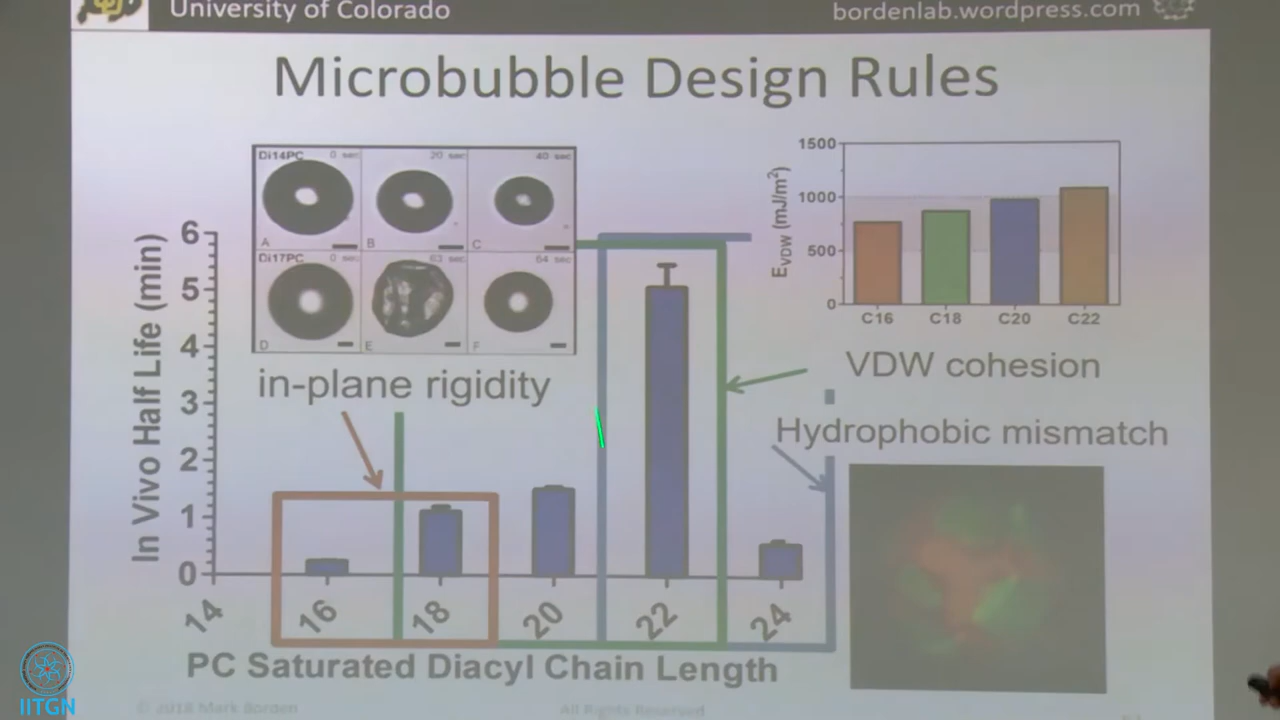 University of Colorado
bordenlab.wordpress.com
Microbubble Design Rules
Di14PC 0 sec 20 sec 40 sec
A B C
Di17PC 0 sec 63 sec 64 sec
D E F
in-plane rigidity
In Vivo Half Life (min)
6
5
4
3
2
1
0
14 16 18 20 22 24
PC Saturated Diacyl Chain Length
EVDW (mJ/m²)
1500
1000
500
0
C16 C18 C20 C22
VDW cohesion
Hydrophobic mismatch
IITGN
© 2018 Mark Borden
All Rights Reserved